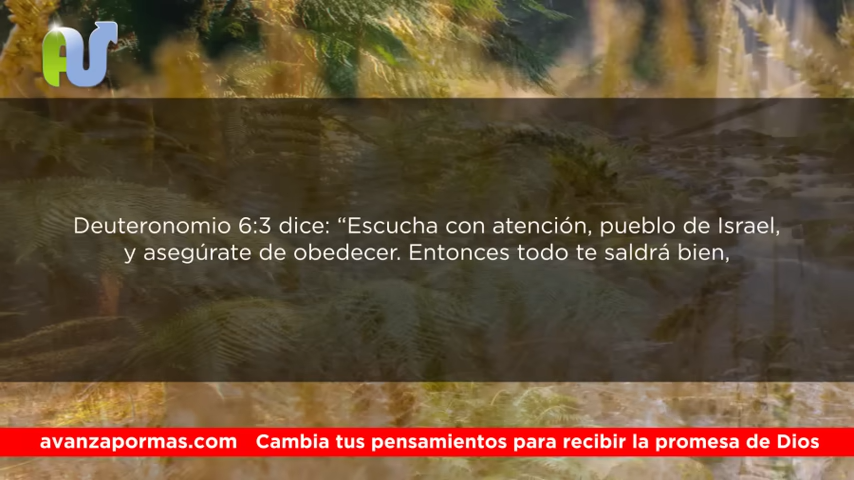 AV
Deuteronomio 6:3 dice: “Escucha con atención, pueblo de Israel,
y asegúrate de obedecer. Entonces todo te saldrá bien,
avanzapormas.com Cambia tus pensamientos para recibir la promesa de Dios